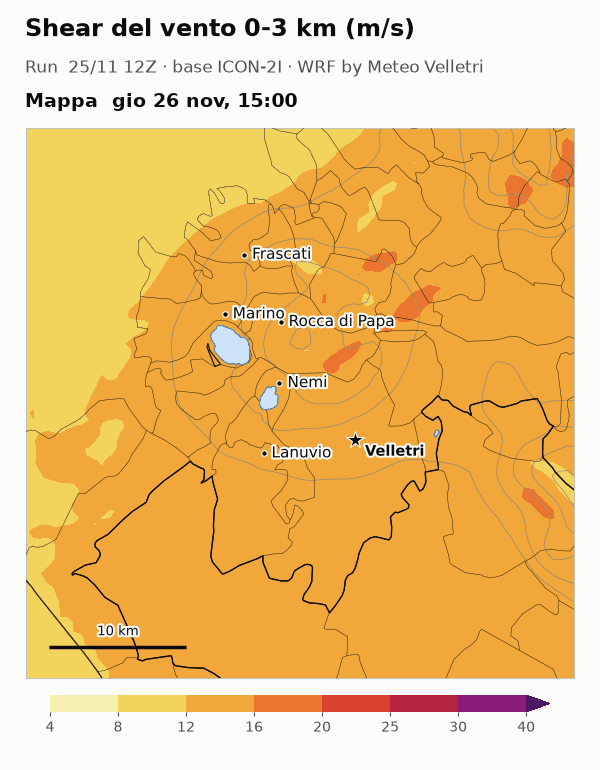 Shear del vento 0-3 km (m/s)
Run  25/11 12Z · base ICON-2I · WRF by Meteo Velletri
Mappa  gio 26 nov, 15:00
Frascati
Marino
Rocca di Papa
Nemi
Velletri
Lanuvio
10 km
4 8 12 16 20 25 30 40